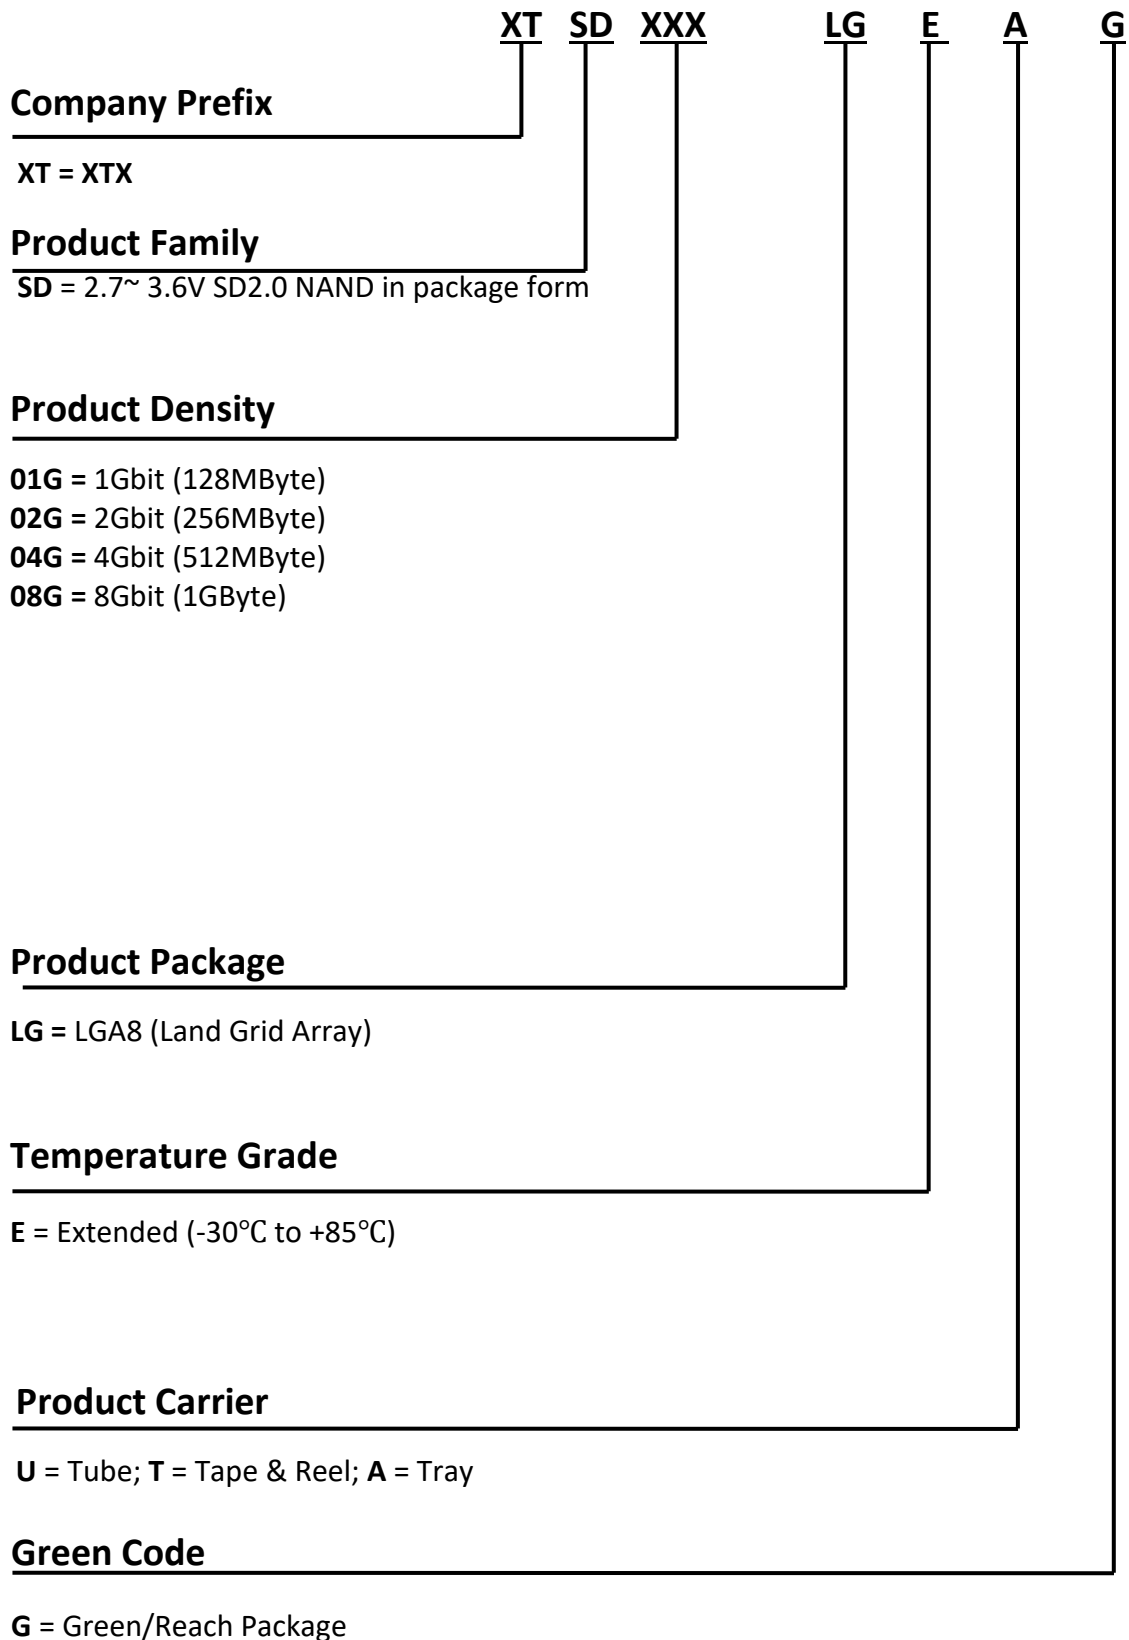 XT SD XXX LG E A G
Company Prefix
XT = XTX
Product Family
SD = 2.7~ 3.6V SD2.0 NAND in package form
Product Density
01G = 1Gbit (128MByte)
02G = 2Gbit (256MByte)
04G = 4Gbit (512MByte)
08G = 8Gbit (1GByte)
Product Package
LG = LGA8 (Land Grid Array)
Temperature Grade
E = Extended (-30℃ to +85℃)
Product Carrier
U = Tube; T = Tape & Reel; A = Tray
Green Code
G = Green/Reach Package